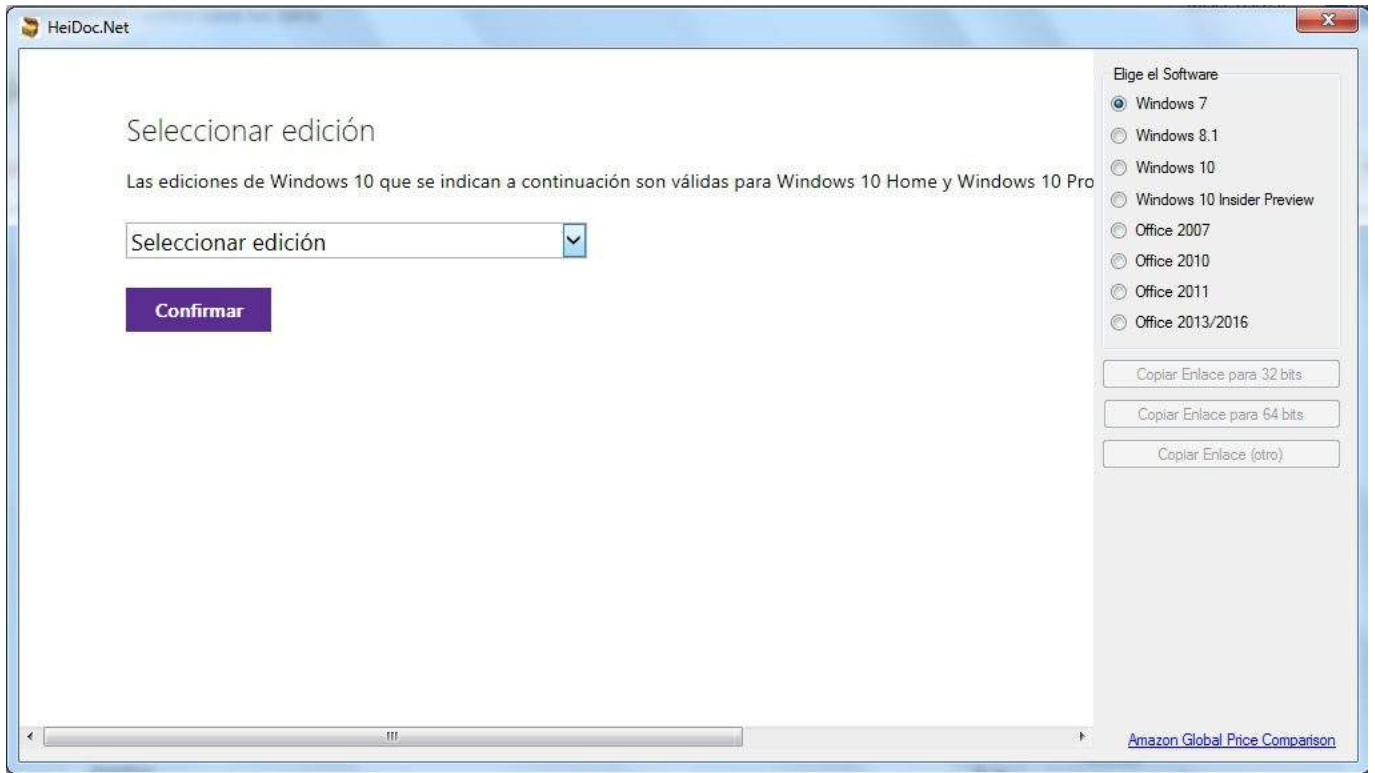 HeiDoc.Net
Seleccionar edición
Las ediciones de Windows 10 que se indican a continuación son válidas para Windows 10 Home y Windows 10 Pro
Seleccionar edición
Confirmar
Elige el Software
Windows 7
Windows 8.1
Windows 10
Windows 10 Insider Preview
Office 2007
Office 2010
Office 2011
Office 2013/2016
Copiar Enlace para 32 bits
Copiar Enlace para 64 bits
Copiar Enlace (otro)
Amazon Global Price Comparison